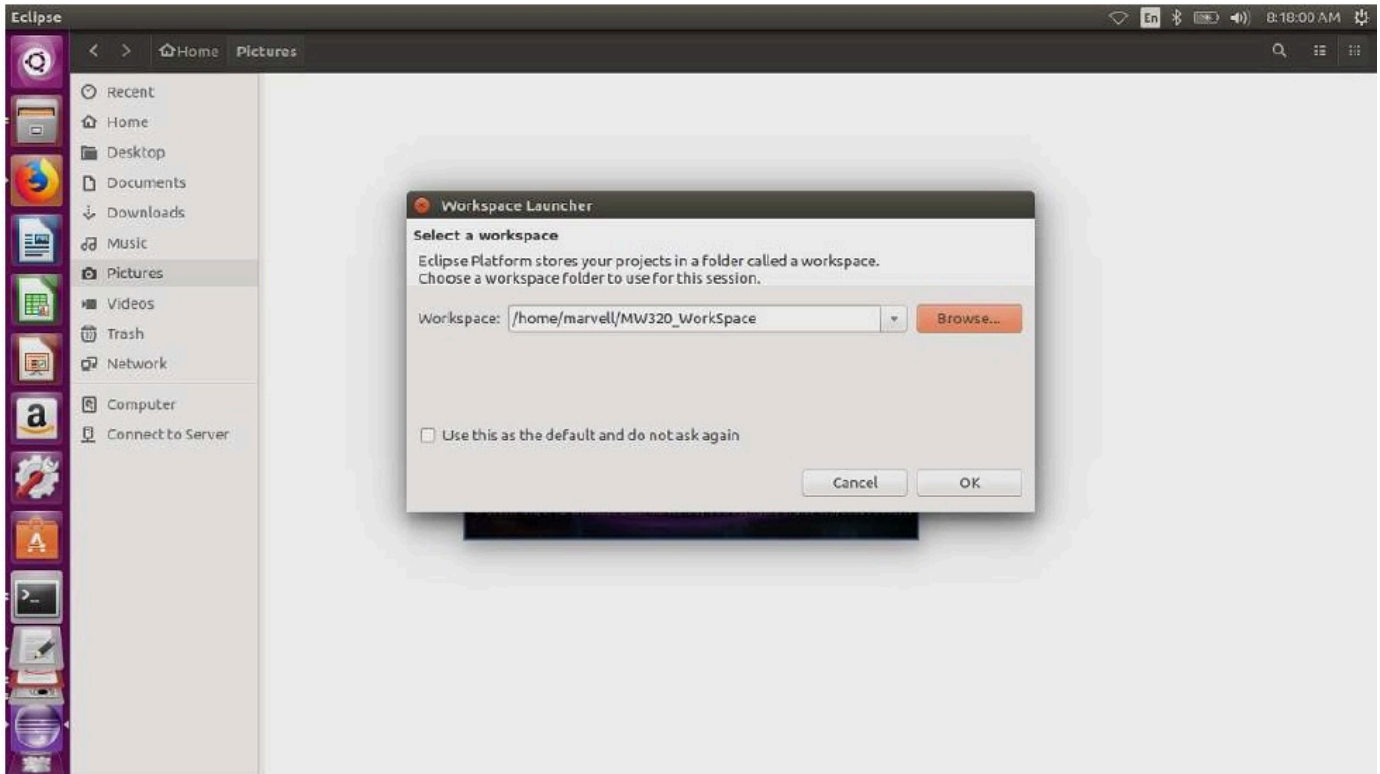 Eclipse
En
8:18:00 AM
Home Pictures
Recent
Home
Desktop
Documents
Downloads
Music
Pictures
Videos
Trash
Network
Computer
Connect to Server
Workspace Launcher
Select a workspace
Eclipse Platform stores your projects in a folder called a workspace.
Choose a workspace folder to use for this session.
Workspace: /home/marvell/MW320_WorkSpace Browse...
Use this as the default and do not ask again
Cancel OK